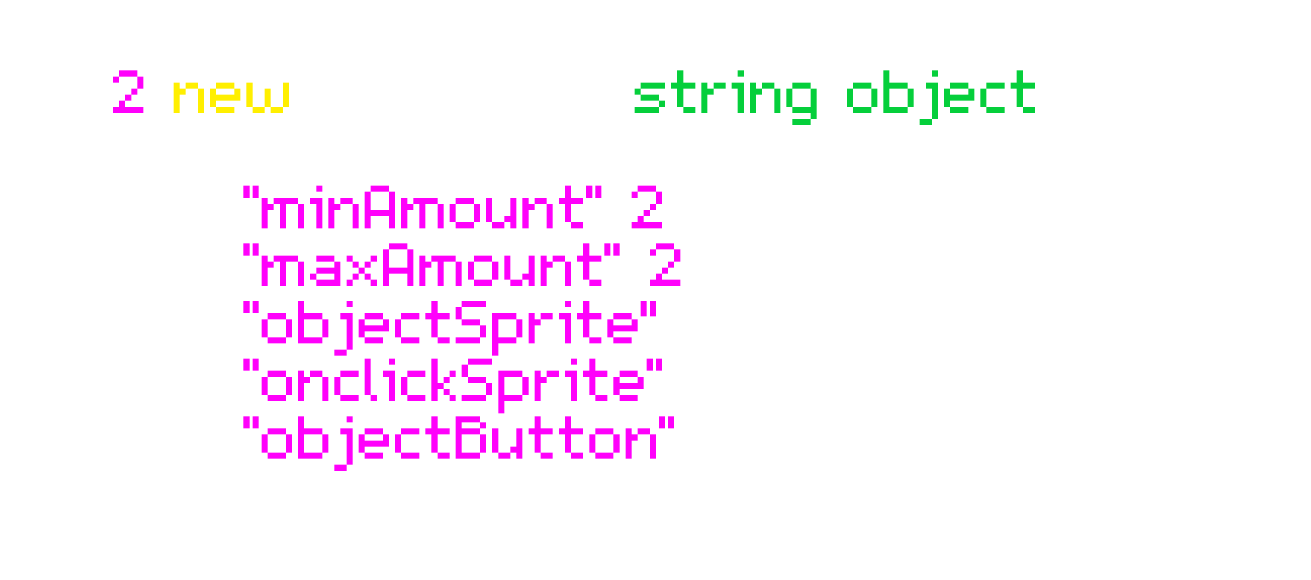 2 new string object
"minAmount" 2
"maxAmount" 2
"objectSprite"
"onclickSprite"
"objectButton"